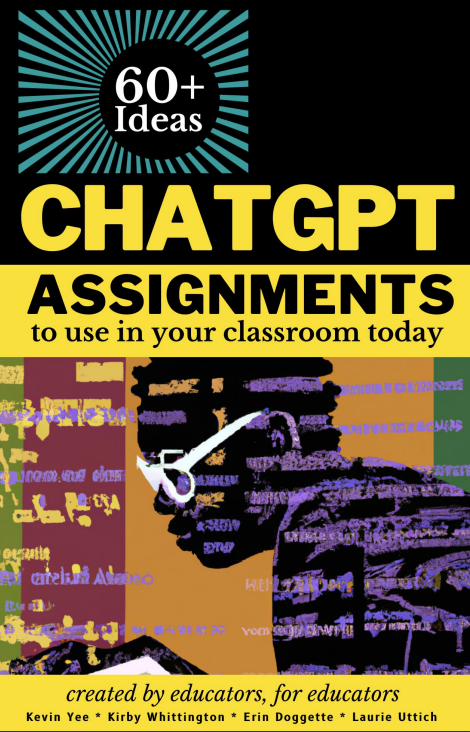 60+
Ideas
CHATGPT
ASSIGNMENTS
to use in your classroom today
created by educators, for educators
Kevin Yee * Kirby Whittington * Erin Doggette * Laurie Uttich